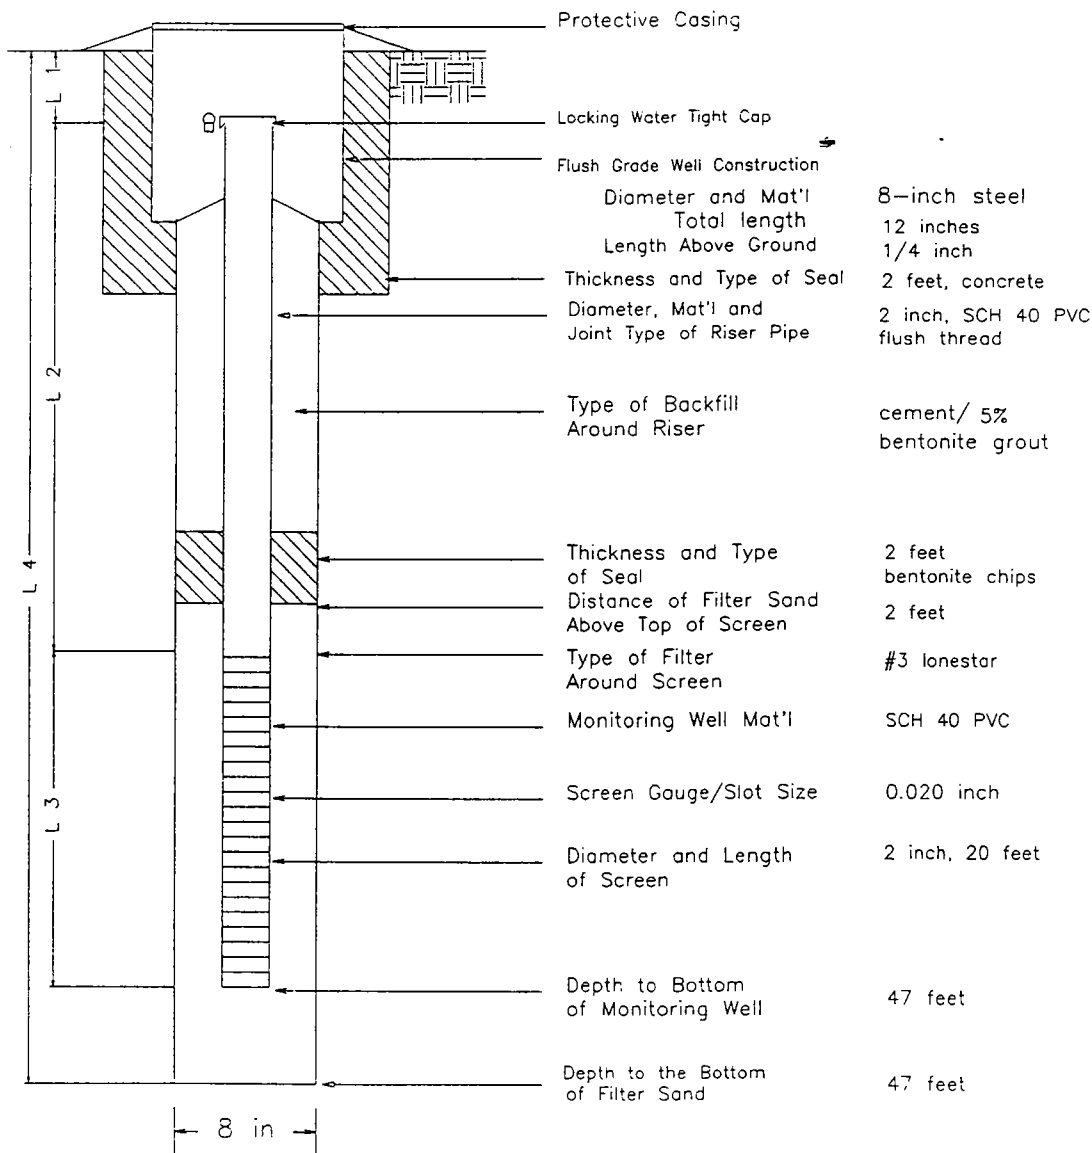 Protective Casing
L 1
Locking Water Tight Cap
Flush Grade Well Construction
Diameter and Mat'l 8-inch steel
Total length 12 inches
Length Above Ground 1/4 inch
Thickness and Type of Seal 2 feet, concrete
Diameter, Mat'l and 2 inch, SCH 40 PVC
Joint Type of Riser Pipe flush thread
L 2
Type of Backfill cement/ 5%
Around Riser bentonite grout
L 4
Thickness and Type 2 feet
of Seal bentonite chips
Distance of Filter Sand 2 feet
Above Top of Screen
Type of Filter #3 lonestar
Around Screen
Monitoring Well Mat'l SCH 40 PVC
L 3
Screen Gauge/Slot Size 0.020 inch
Diameter and Length 2 inch, 20 feet
of Screen
Depth to Bottom 47 feet
of Monitoring Well
Depth to the Bottom 47 feet
of Filter Sand
8 in